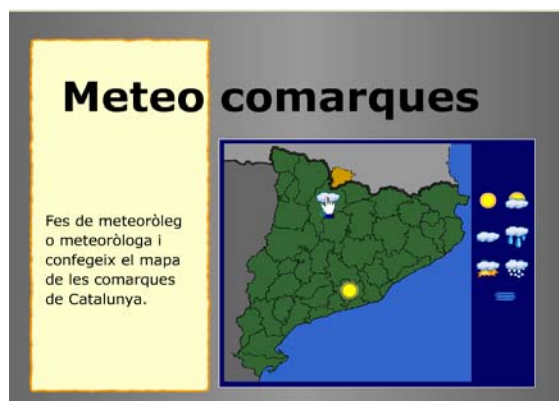 Meteo comarques
Fes de meteoròleg
o meteoròloga i
confegeix el mapa
de les comarques
de Catalunya.